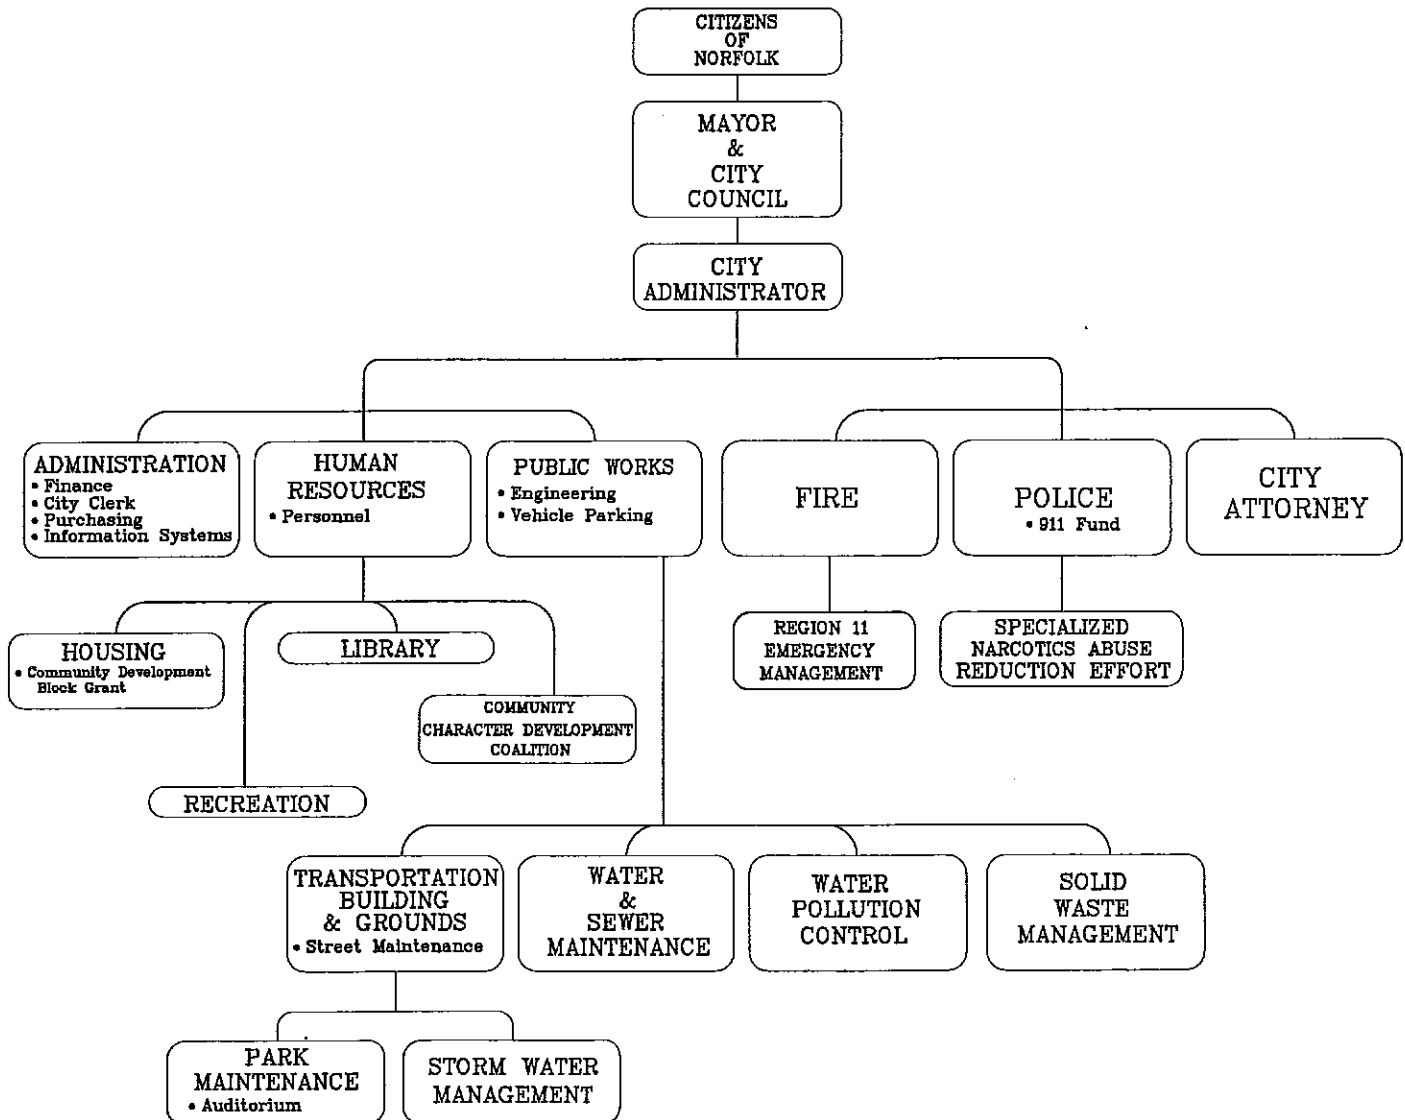 CITIZENS
OF
NORFOLK
MAYOR
&
CITY
COUNCIL
CITY
ADMINISTRATOR
ADMINISTRATION
• Finance
• City Clerk
• Purchasing
• Information Systems
HUMAN
RESOURCES
• Personnel
PUBLIC WORKS
• Engineering
• Vehicle Parking
FIRE
POLICE
• 911 Fund
CITY
ATTORNEY
HOUSING
• Community Development
Block Grant
LIBRARY
REGION 11
EMERGENCY
MANAGEMENT
SPECIALIZED
NARCOTICS ABUSE
REDUCTION EFFORT
COMMUNITY
CHARACTER DEVELOPMENT
COALITION
RECREATION
TRANSPORTATION
BUILDING
& GROUNDS
• Street Maintenance
WATER
&
SEWER
MAINTENANCE
WATER
POLLUTION
CONTROL
SOLID
WASTE
MANAGEMENT
PARK
MAINTENANCE
• Auditorium
STORM WATER
MANAGEMENT